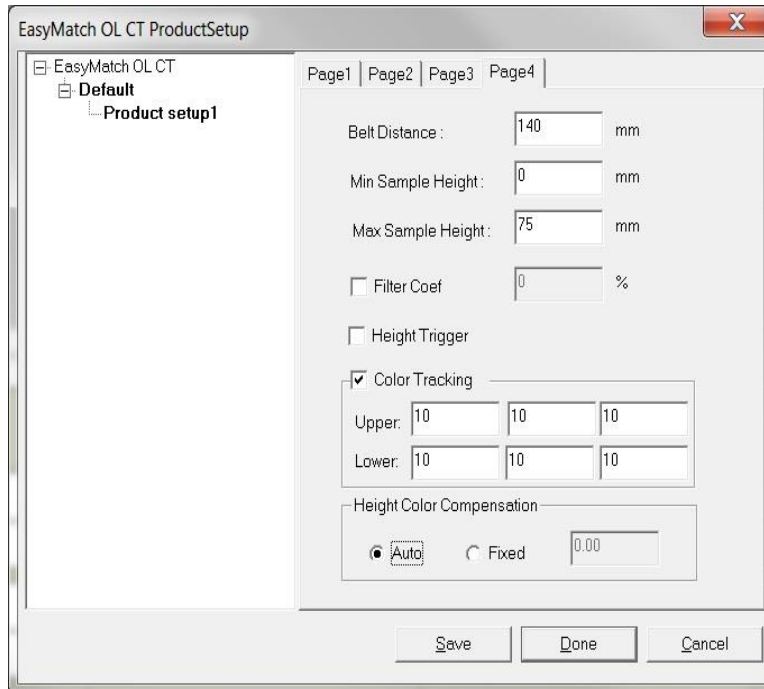 EasyMatch OL CT ProductSetup
X
EasyMatch OL CT
Default
Product setup1
Page1 Page2 Page3 Page4
Belt Distance : 140 mm
Min Sample Height : 0 mm
Max Sample Height : 75 mm
Filter Coef 0 %
Height Trigger
Color Tracking
Upper: 10 10 10
Lower: 10 10 10
Height Color Compensation
Auto Fixed 0.00
Save Done Cancel